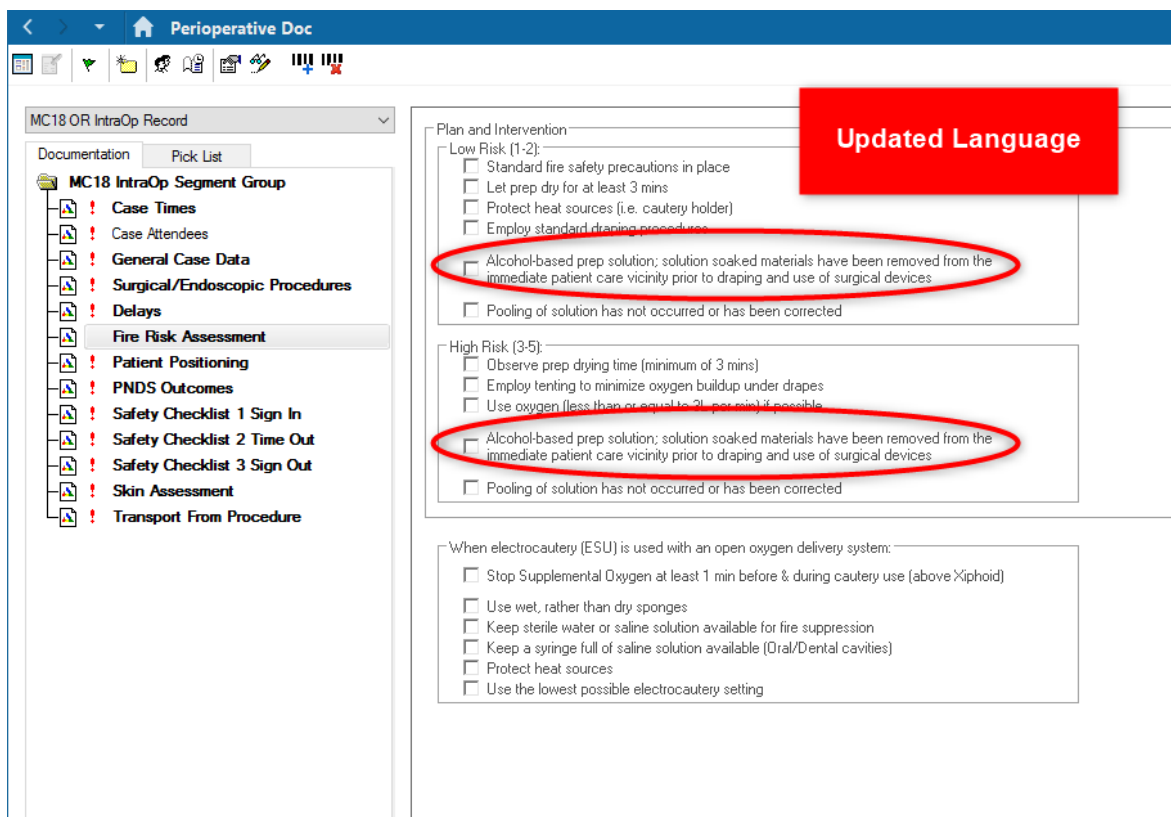 Perioperative Doc
MC18 OR IntraOp Record
Documentation
Pick List
MC18 IntraOp Segment Group
! Case Times
! Case Attendees
! General Case Data
! Surgical/Endoscopic Procedures
! Delays
Fire Risk Assessment
! Patient Positioning
! PNDS Outcomes
! Safety Checklist 1 Sign In
! Safety Checklist 2 Time Out
! Safety Checklist 3 Sign Out
! Skin Assessment
! Transport From Procedure
Updated Language
Plan and Intervention
Low Risk (1-2):
Standard fire safety precautions in place
Let prep dry for at least 3 mins
Protect heat sources (i.e. cautery holder)
Employ standard draping procedures
Alcohol-based prep solution; solution soaked materials have been removed from the
immediate patient care vicinity prior to draping and use of surgical devices
Pooling of solution has not occurred or has been corrected
High Risk (3-5):
Observe prep drying time (minimum of 3 mins)
Employ tenting to minimize oxygen buildup under drapes
Use oxygen (less than or equal to 3L per min) if possible
Alcohol-based prep solution; solution soaked materials have been removed from the
immediate patient care vicinity prior to draping and use of surgical devices
Pooling of solution has not occurred or has been corrected
When electrocautery (ESU) is used with an open oxygen delivery system:
Stop Supplemental Oxygen at least 1 min before & during cautery use (above Xiphoid)
Use wet, rather than dry sponges
Keep sterile water or saline solution available for fire suppression
Keep a syringe full of saline solution available (Oral/Dental cavities)
Protect heat sources
Use the lowest possible electrocautery setting